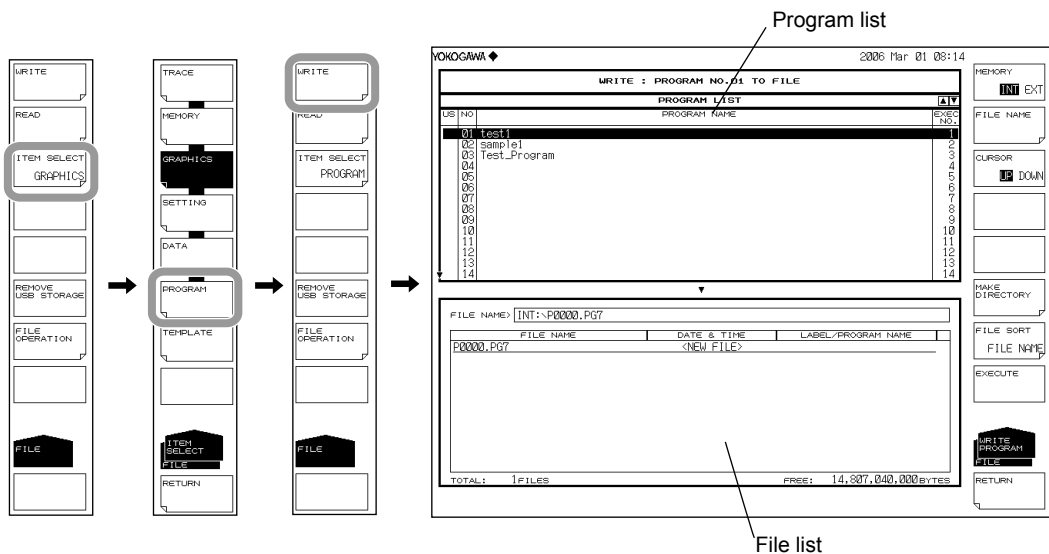 Program list
WRITE
READ
ITEM SELECT
GRAPHICS
REMOVE
USB STORAGE
FILE
OPERATION
FILE
TRACE
MEMORY
GRAPHICS
SETTING
DATA
PROGRAM
TEMPLATE
ITEM
SELECT
FILE
RETURN
WRITE
READ
ITEM SELECT
PROGRAM
REMOVE
USB STORAGE
FILE
OPERATION
FILE
YOKOGAWA 2006 Mar 01 08:14
WRITE : PROGRAM NO.01 TO FILE
PROGRAM LIST
US NO PROGRAM NAME EXEC NO.
01 test1 1
02 sample1 2
03 Test_Program 3
04 4
05 5
06 6
07 7
08 8
09 9
10 10
11 11
12 12
13 13
14 14
FILE NAME> INT:\P0000.PG7
FILE NAME DATE & TIME LABEL/PROGRAM NAME
P0000.PG7 <NEW FILE>
TOTAL: 1FILES FREE: 14,807,040,000BYTES
MEMORY
INT EXT
FILE NAME
CURSOR
UP DOWN
MAKE
DIRECTORY
FILE SORT
FILE NAME
EXECUTE
WRITE
PROGRAM
FILE
RETURN
File list